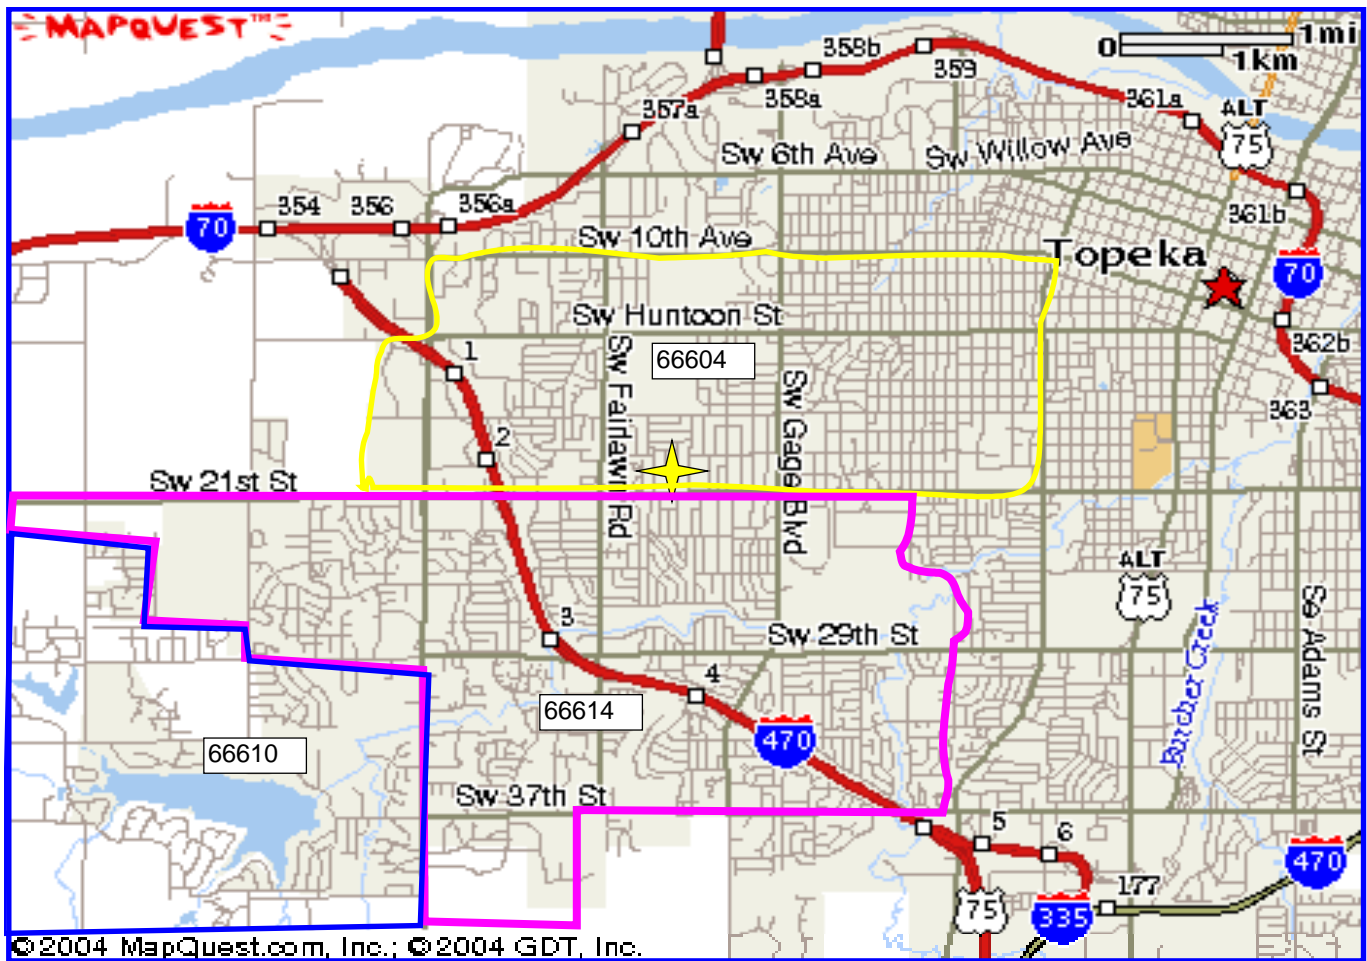 MAPQUEST™
0 1mi
1km
358b
359
358a
357a
361a
ALT
75
Sw 6th Ave
Sw Willow Ave
354 356 356a
70
361b
Sw 10th Ave
Topeka
70
Sw Huntoon St
362b
1
66604
Sw Fairlawn Rd
Sw Gage Blvd
363
2
Sw 21st St
ALT
75
3
Sw 29th St
Se Adams St
4
66614
470
66610
Sw 37th St
5
6
470
177
75
335
©2004 MapQuest.com, Inc.; ©2004 GDT, Inc.